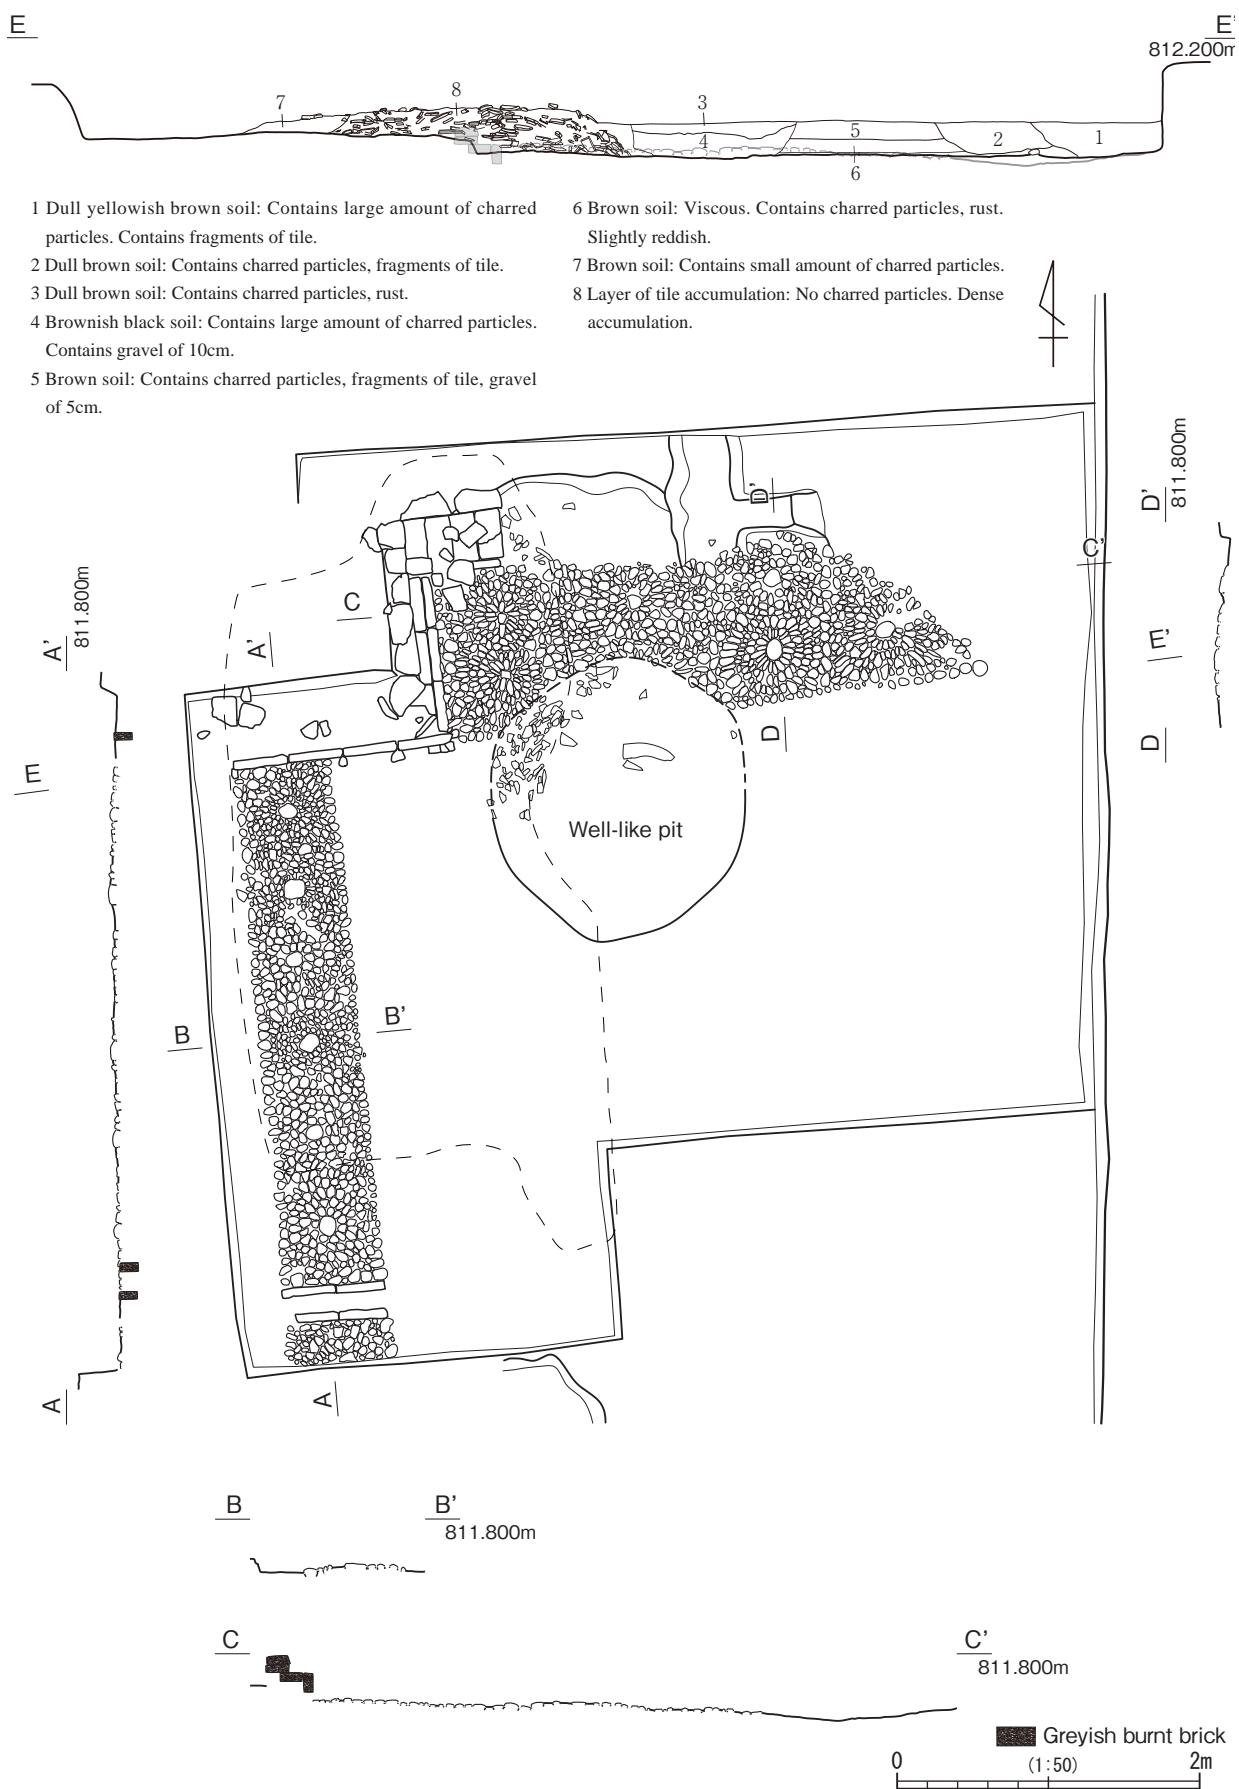 E
E'
812.200m
7
8
3
4
5
6
2
1
1 Dull yellowish brown soil: Contains large amount of charred
particles. Contains fragments of tile.
2 Dull brown soil: Contains charred particles, fragments of tile.
3 Dull brown soil: Contains charred particles, rust.
4 Brownish black soil: Contains large amount of charred particles.
Contains gravel of 10cm.
5 Brown soil: Contains charred particles, fragments of tile, gravel
of 5cm.
6 Brown soil: Viscous. Contains charred particles, rust.
Slightly reddish.
7 Brown soil: Contains small amount of charred particles.
8 Layer of tile accumulation: No charred particles. Dense
accumulation.
D'
811.800m
D'
C'
C
A'
811.800m
A'
E'
D
D
E
Well-like pit
B
B'
A
A
B
B'
811.800m
C
C'
811.800m
Greyish burnt brick
0
(1:50)
2m